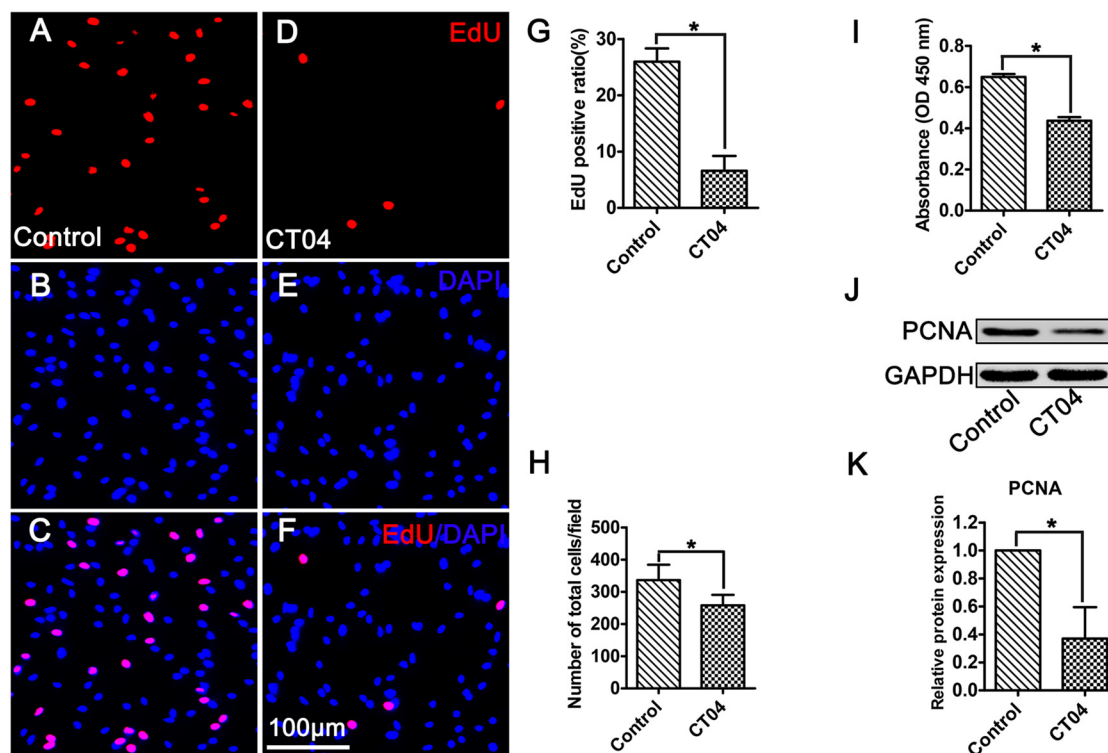 A
Control
D
EdU
CT04
B
E
DAPI
C
F
EdU/DAPI
100µm
G
EdU positive ratio(%)
30
20
10
0
*
Control
CT04
H
Number of total cells/field
500
400
300
200
100
0
*
Control
CT04
I
Absorbance (OD 450 nm)
0.8
0.6
0.4
0.2
0.0
*
Control
CT04
J
PCNA
GAPDH
Control
CT04
K
PCNA
Relative protein expression
1.2
1.0
0.8
0.6
0.4
0.2
0.0
*
Control
CT04